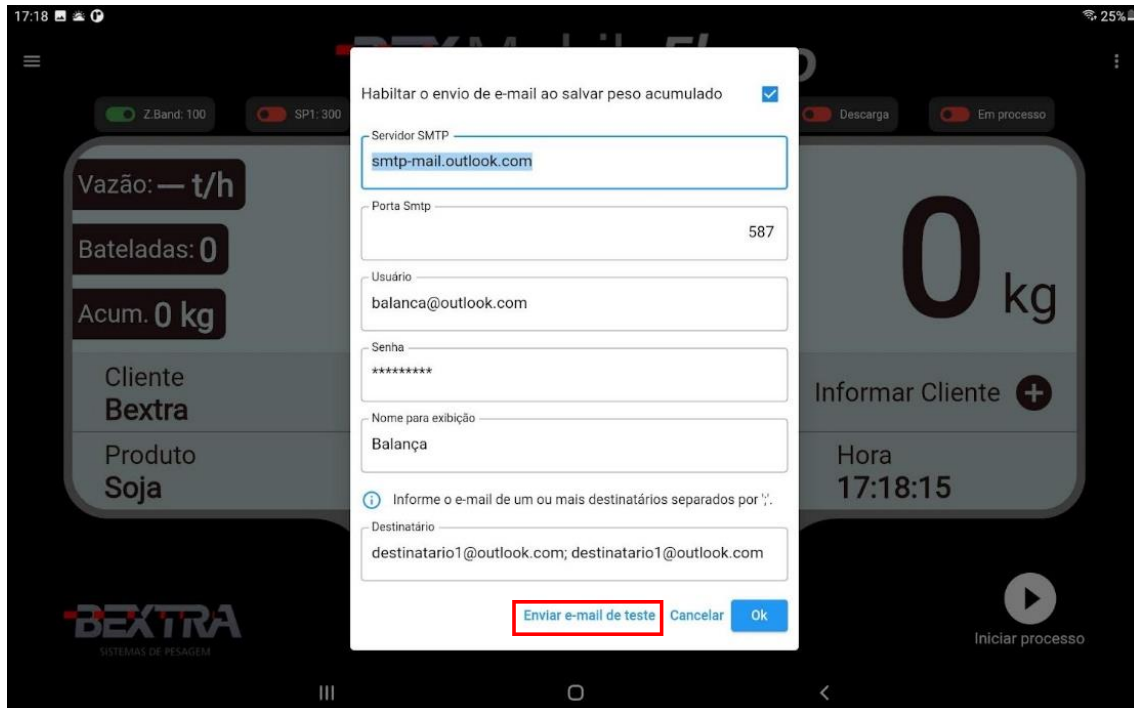 17:18
25%
Z.Band: 100
SP1: 300
Descarga
Em processo
Vazão: — t/h
Bateladas: 0
Acum. 0 kg
Cliente
Bextra
Produto
Soja
Habiltar o envio de e-mail ao salvar peso acumulado
Servidor SMTP
smtp-mail.outlook.com
Porta Smtp
587
Usuário
balanca@outlook.com
Senha
*********
Nome para exibição
Balança
Informe o e-mail de um ou mais destinatários separados por ';'.
Destinatário
destinatario1@outlook.com; destinatario1@outlook.com
Enviar e-mail de teste
Cancelar
Ok
0 kg
Informar Cliente
Hora
17:18:15
BEXTRA
SISTEMAS DE PESAGEM
Iniciar processo